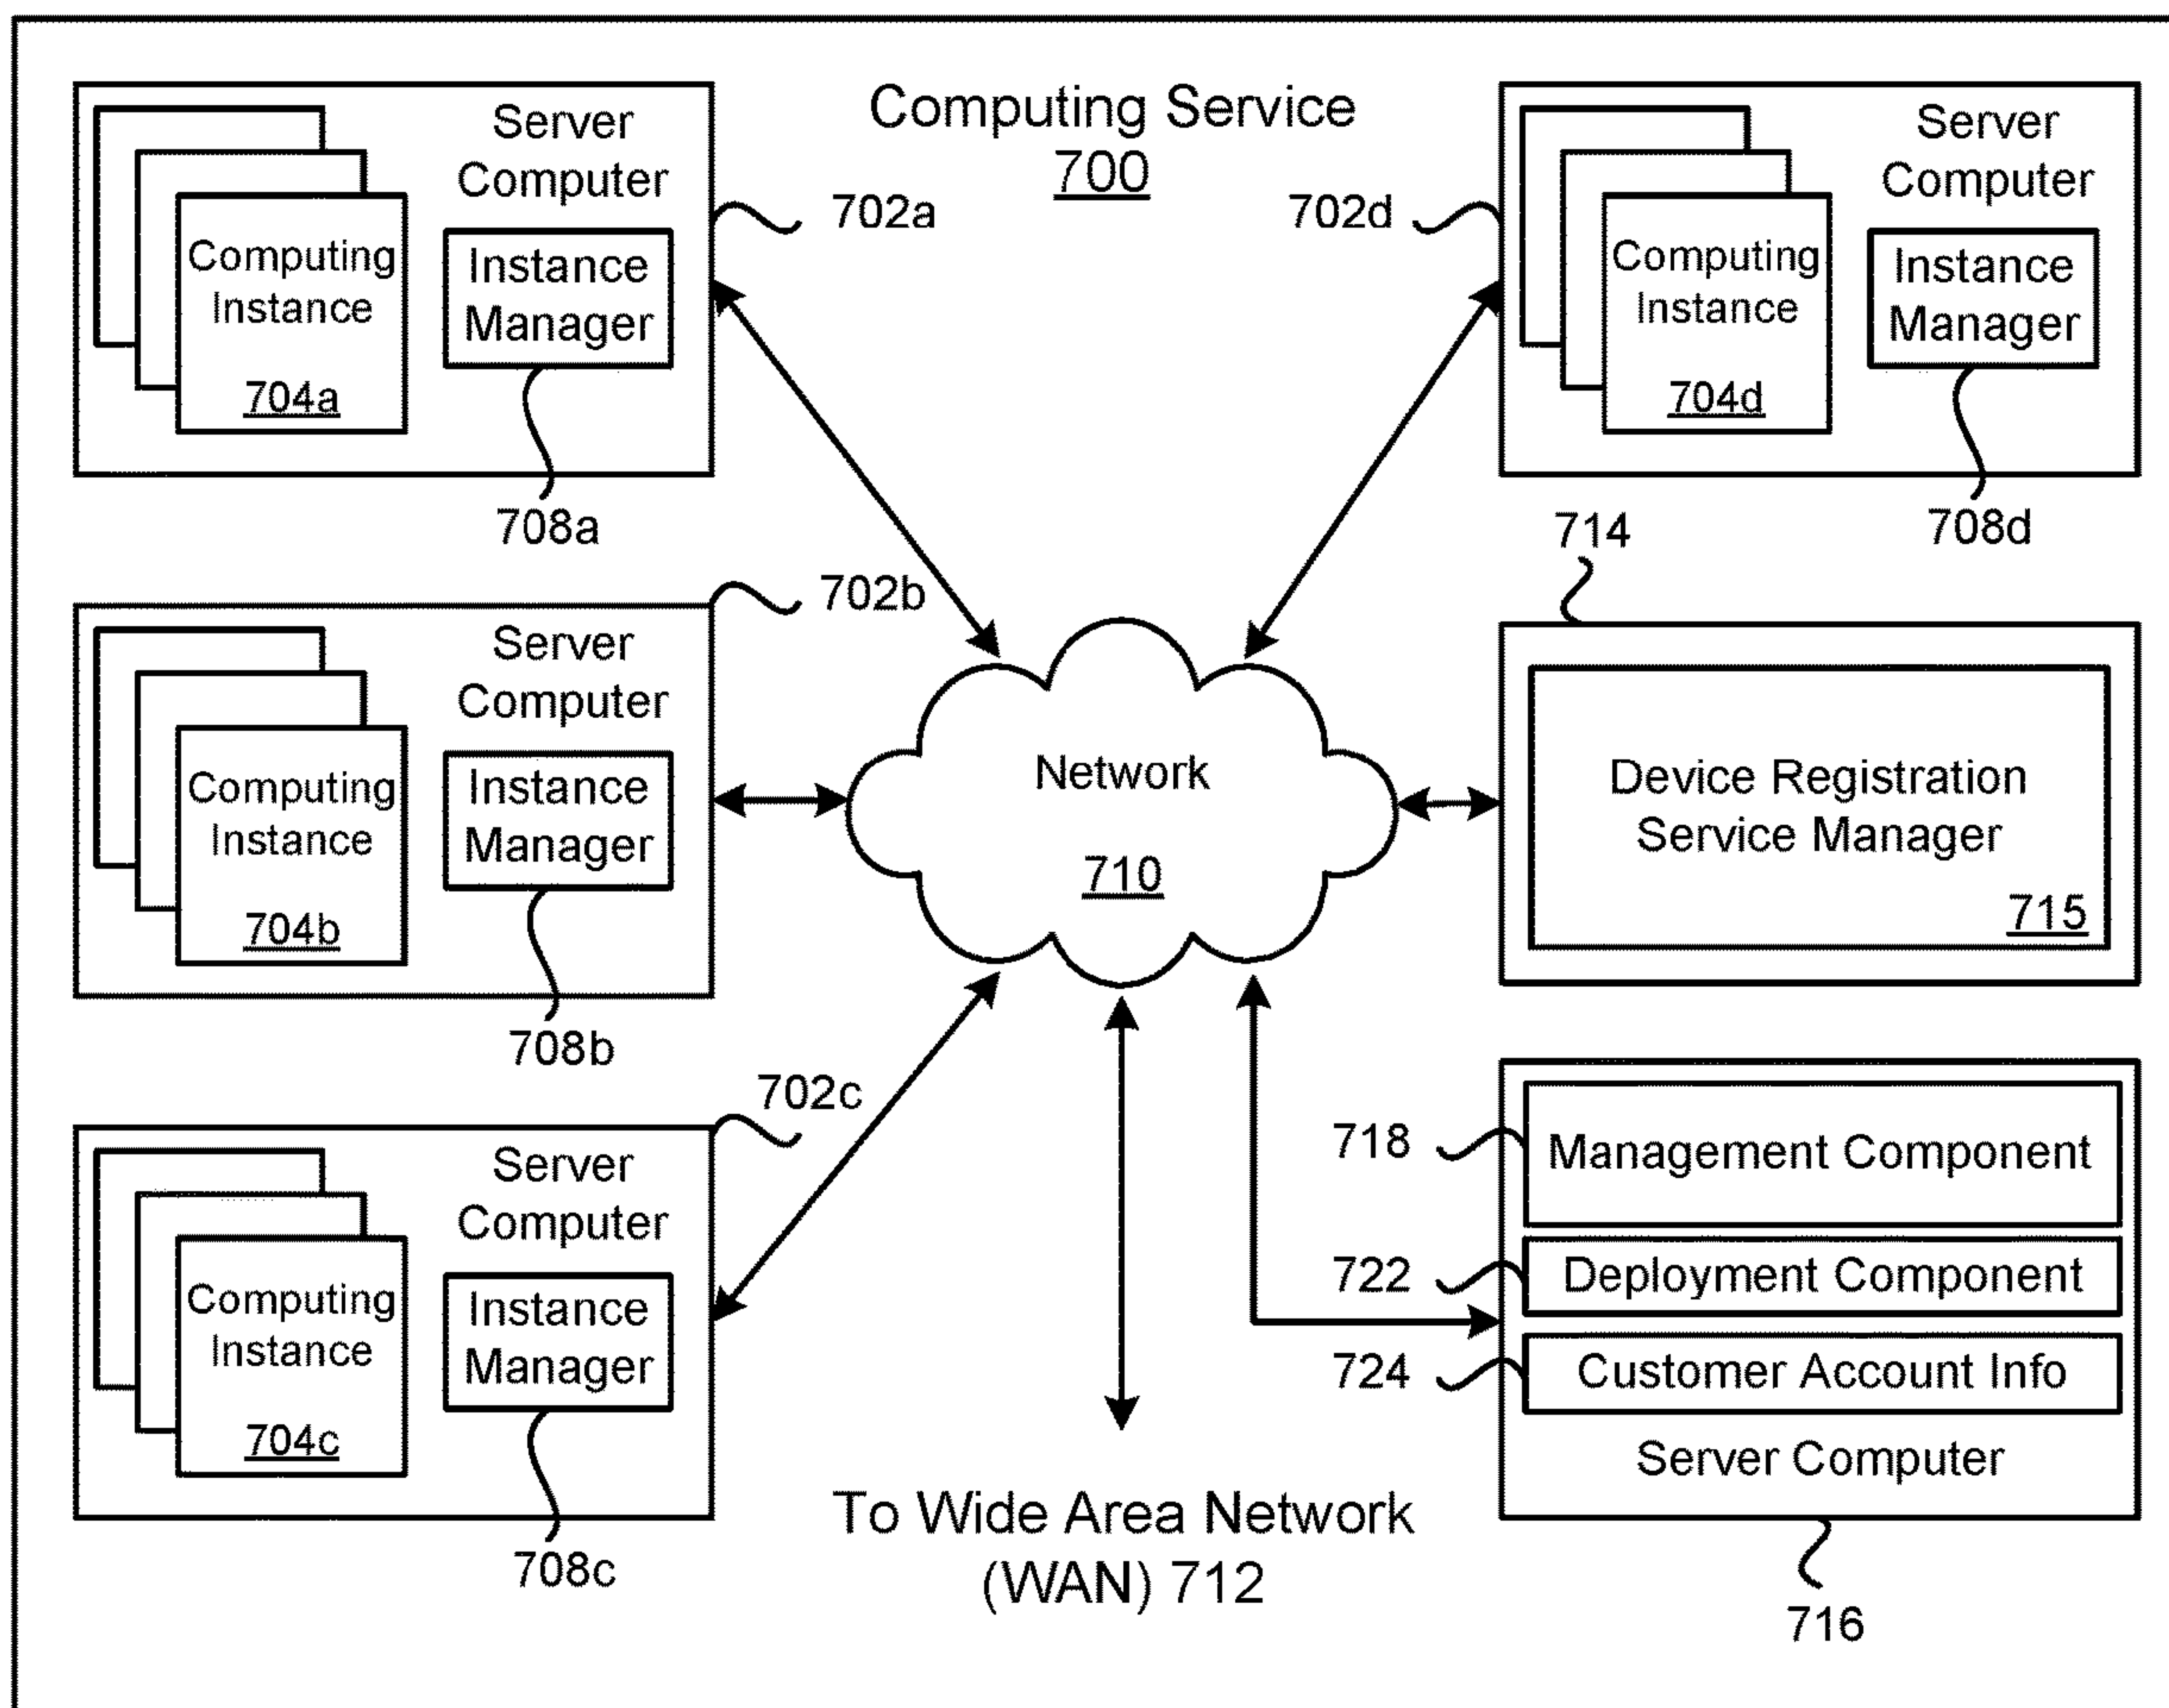 Computing Service
700
Server
Computer
702a
Computing
Instance
704a
Instance
Manager
708a
702d
Server
Computer
Computing
Instance
704d
Instance
Manager
708d
702b
Server
Computer
Computing
Instance
704b
Instance
Manager
708b
Network
710
714
Device Registration
Service Manager
715
702c
Server
Computer
Computing
Instance
704c
Instance
Manager
708c
To Wide Area Network
(WAN) 712
718
Management Component
722
Deployment Component
724
Customer Account Info
Server Computer
716